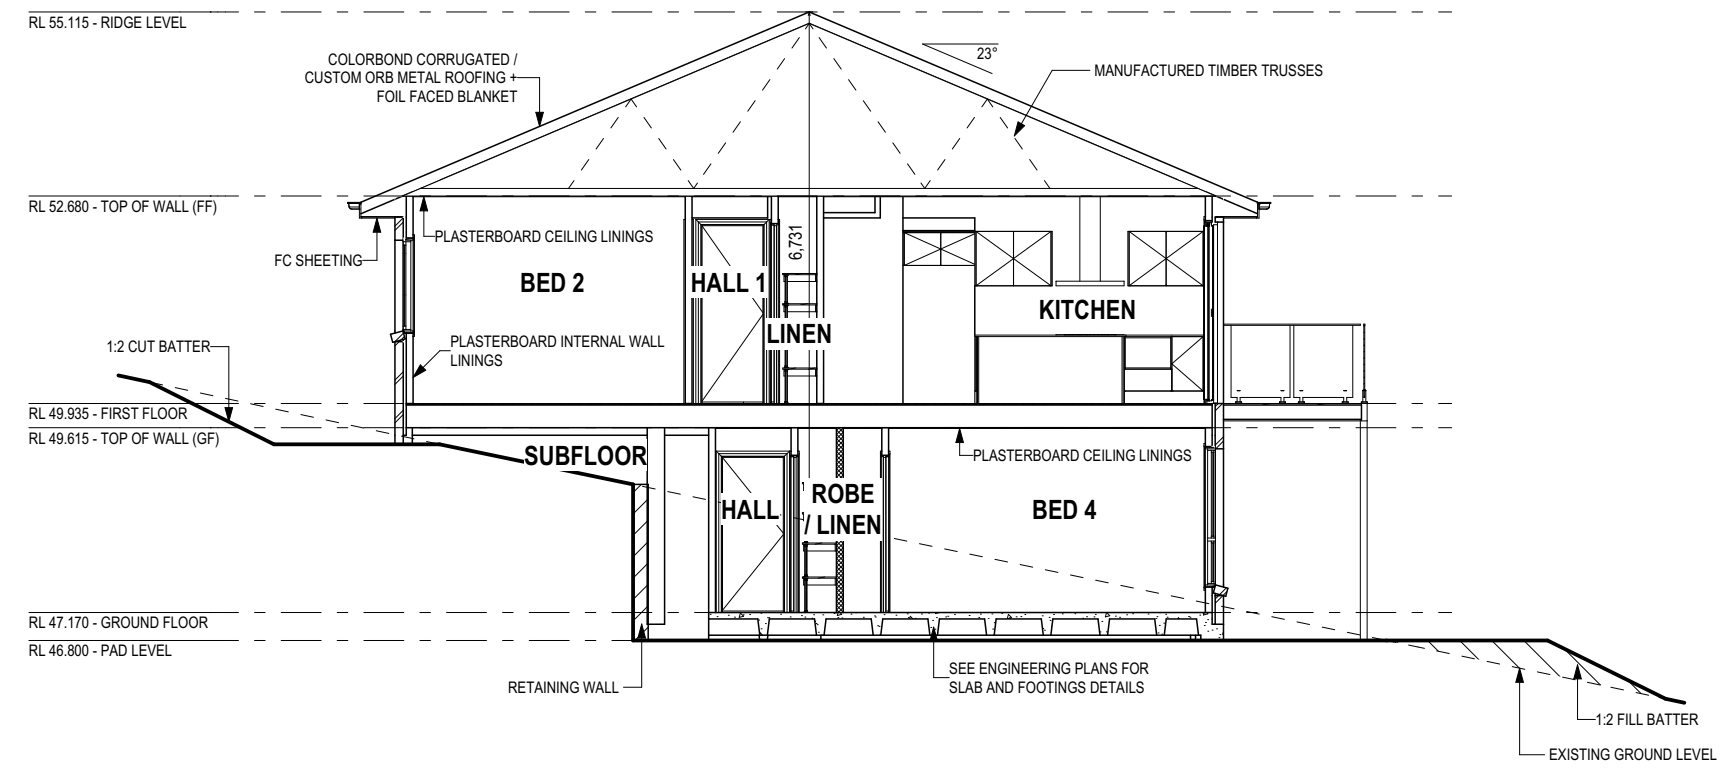 RL 55.115 - RIDGE LEVEL
COLORBOND CORRUGATED /
CUSTOM ORB METAL ROOFING +
FOIL FACED BLANKET
23°
MANUFACTURED TIMBER TRUSSES
RL 52.680 - TOP OF WALL (FF)
PLASTERBOARD CEILING LININGS
FC SHEETING
6,731
BED 2
HALL 1
KITCHEN
LINEN
1:2 CUT BATTER
PLASTERBOARD INTERNAL WALL
LININGS
RL 49.935 - FIRST FLOOR
RL 49.615 - TOP OF WALL (GF)
SUBFLOOR
PLASTERBOARD CEILING LININGS
HALL
ROBE
/ LINEN
BED 4
RL 47.170 - GROUND FLOOR
RL 46.800 - PAD LEVEL
RETAINING WALL
SEE ENGINEERING PLANS FOR
SLAB AND FOOTINGS DETAILS
1:2 FILL BATTER
EXISTING GROUND LEVEL